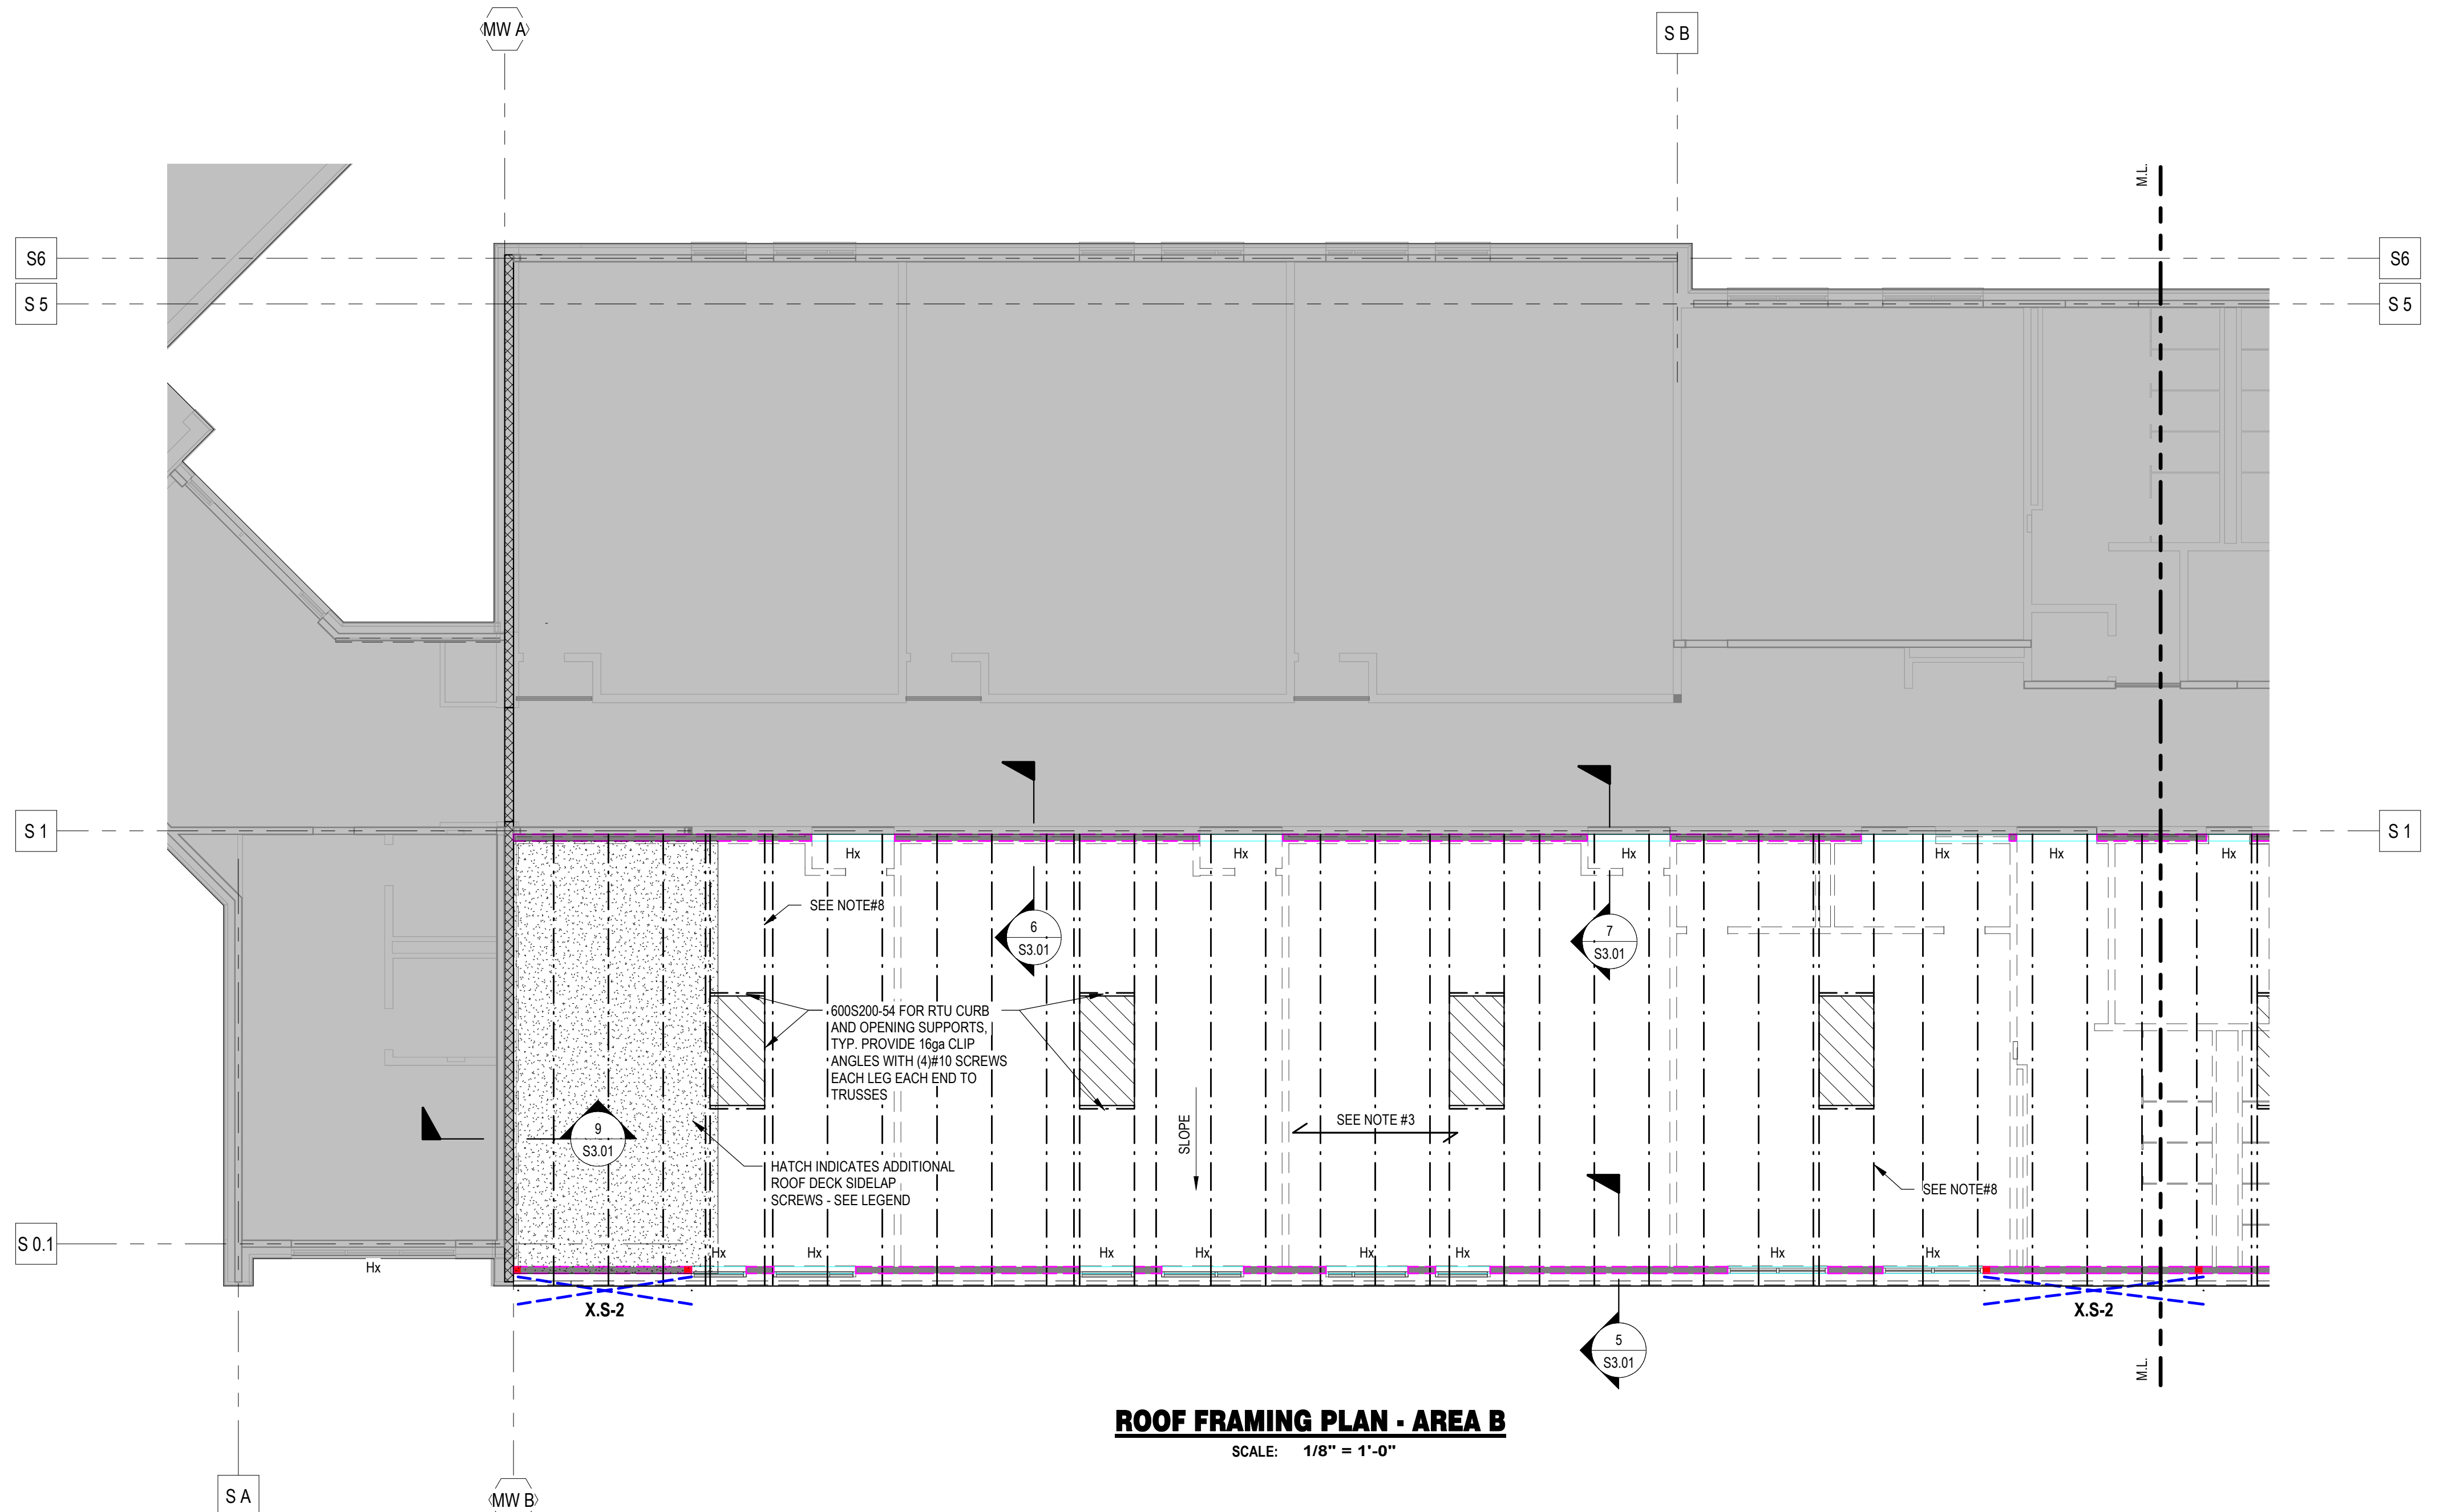 MW A
S B
M.L.
S6
S6
S 5
S 5
S 1
S 1
Hx
Hx
Hx
Hx
Hx
Hx
SEE NOTE#8
6
S3.01
7
S3.01
600S200-54 FOR RTU CURB
AND OPENING SUPPORTS,
TYP. PROVIDE 16ga CLIP
ANGLES WITH (4)#10 SCREWS
EACH LEG EACH END TO
TRUSSES
SLOPE
SEE NOTE #3
9
S3.01
HATCH INDICATES ADDITIONAL
ROOF DECK SIDELAP
SCREWS - SEE LEGEND
SEE NOTE#8
S 0.1
Hx
Hx
Hx
Hx
Hx
Hx
Hx
Hx
Hx
X.S-2
X.S-2
5
S3.01
M.L.
ROOF FRAMING PLAN - AREA B
SCALE: 1/8" = 1'-0"
S A
MW B